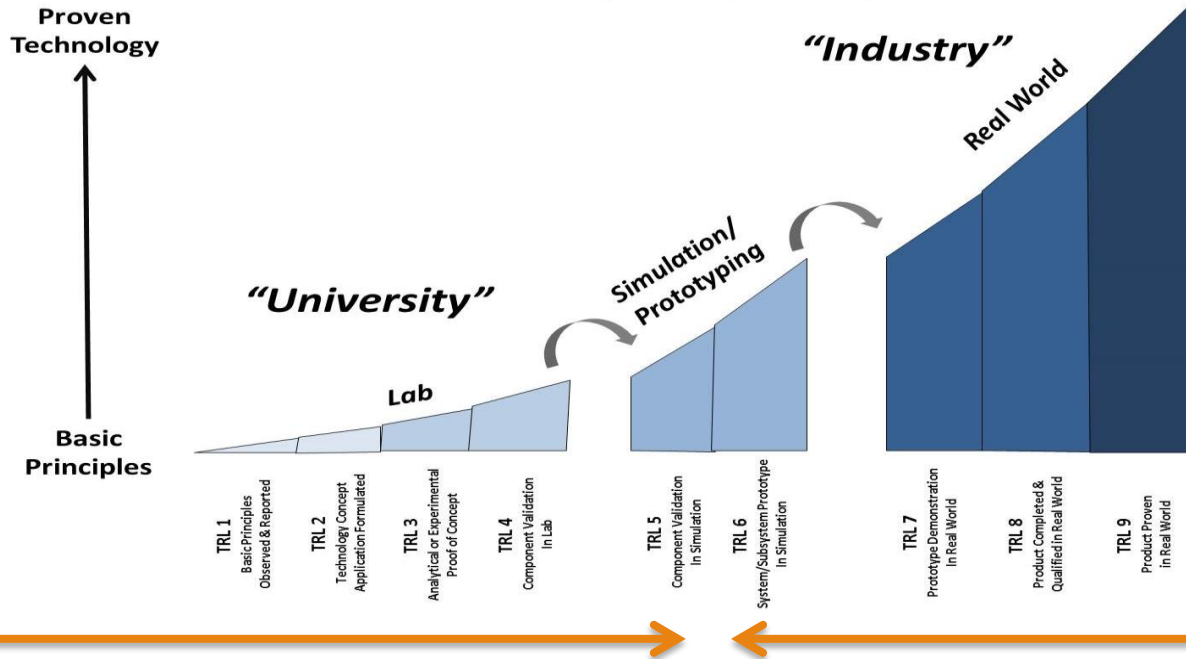 Proven
Technology
"Industry"
Real World
Simulation/
Prototyping
"University"
Lab
Basic
Principles
TRL 1
Basic Principles
Observed & Reported
TRL 2
Technology Concept
Application Formulated
TRL 3
Analytical or Experimental
Proof of Concept
TRL 4
Component Validation
In Lab
TRL 5
Component Validation
In Simulation
TRL 6
System/Subsystem Prototype
In Simulation
TRL 7
Prototype Demonstration
In Real World
TRL 8
Product Completed &
Qualified in Real World
TRL 9
Product Proven
in Real World